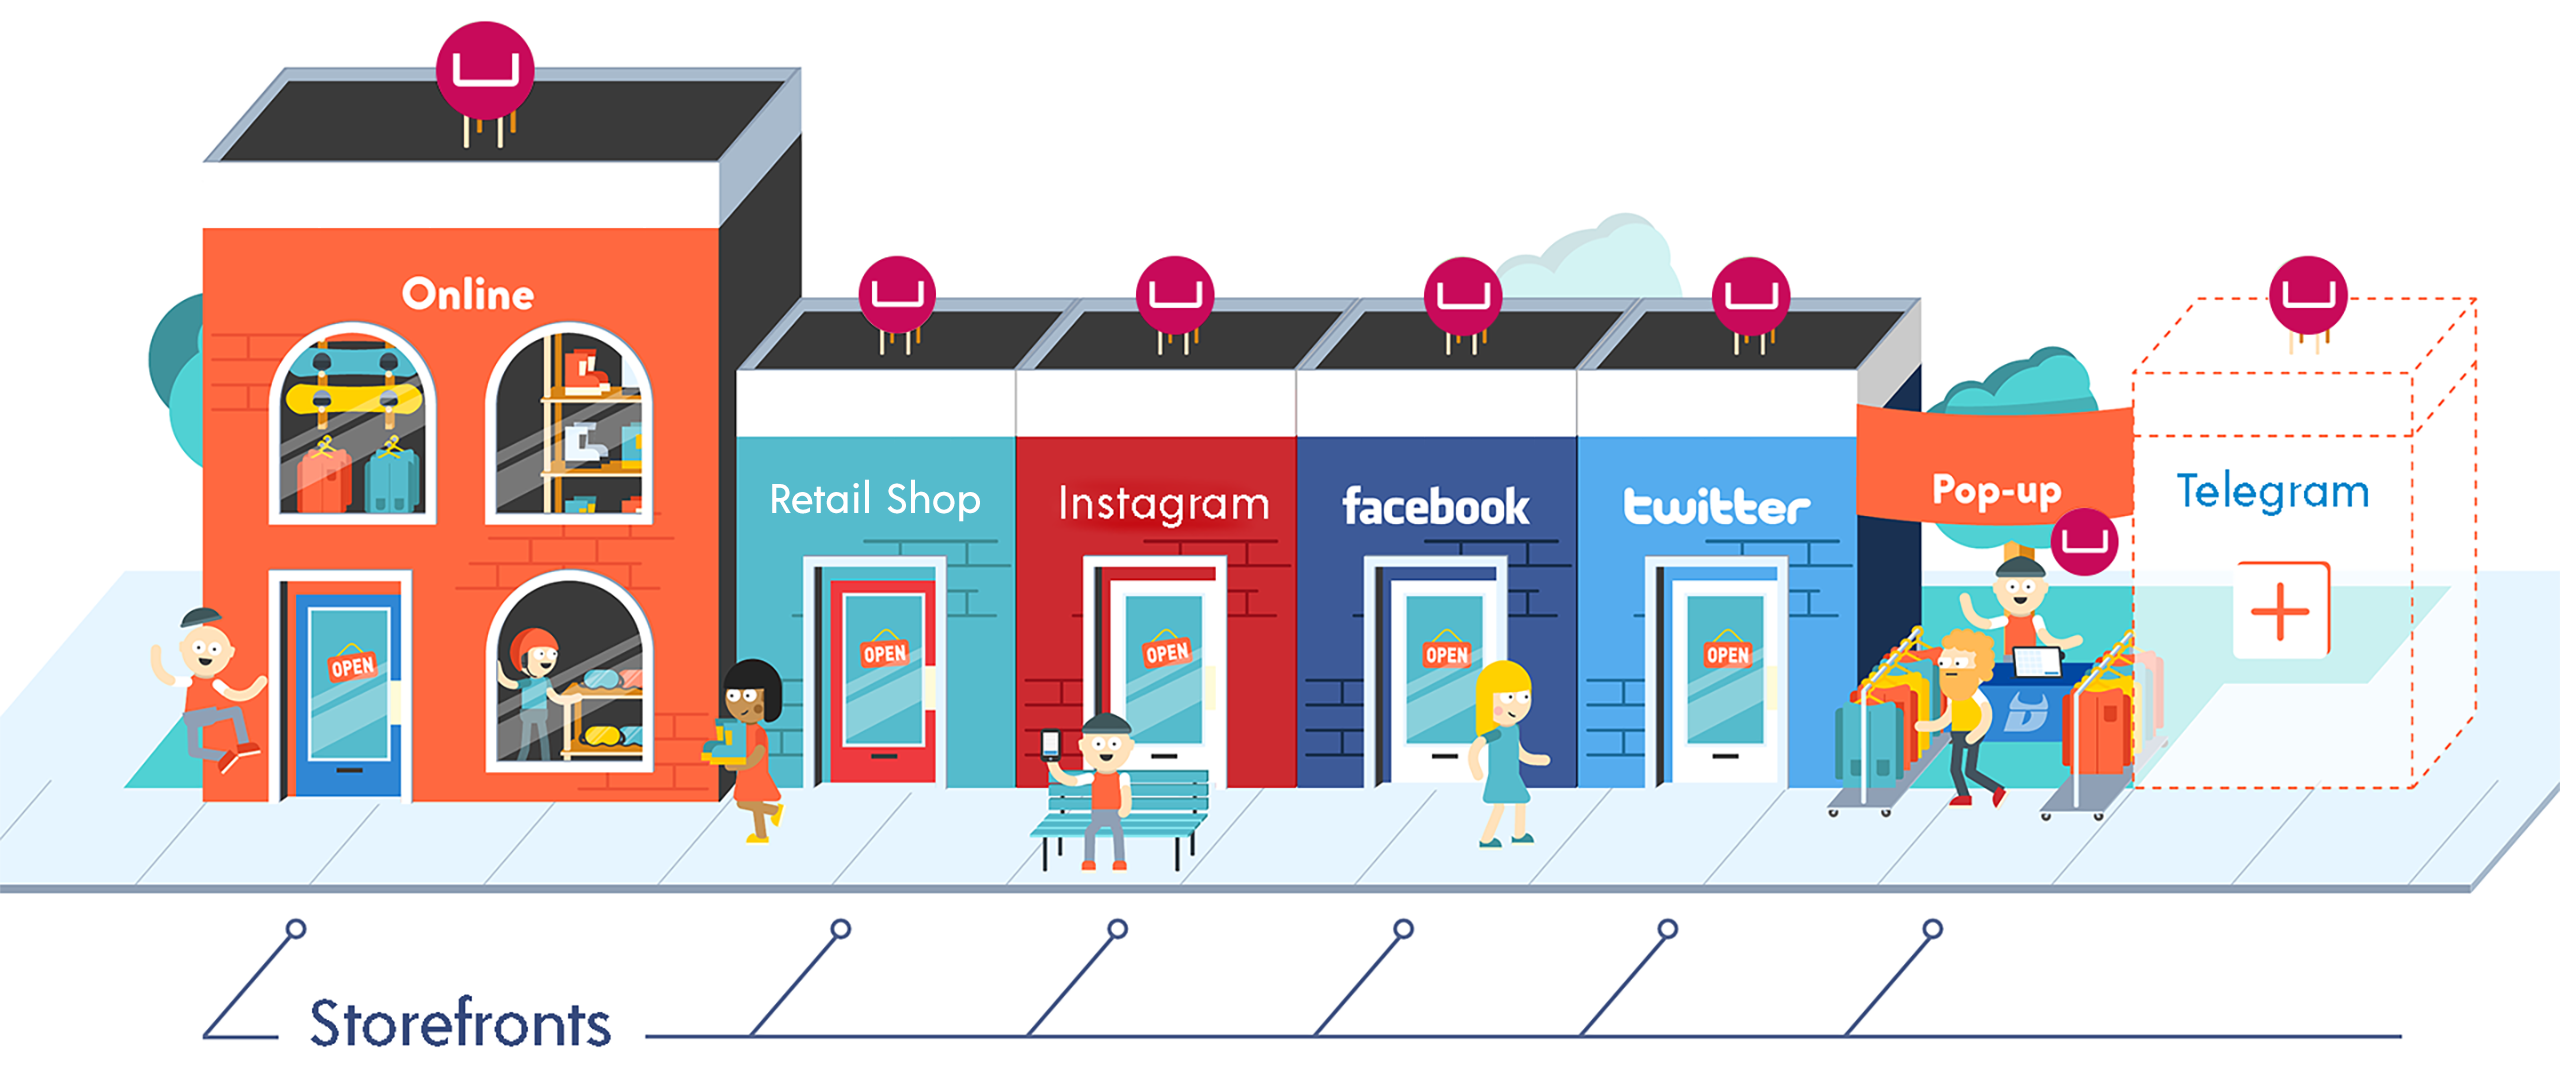 Online
Retail Shop
Instagram
facebook
twitter
Pop-up
Telegram
OPEN
OPEN
OPEN
OPEN
OPEN
Storefronts